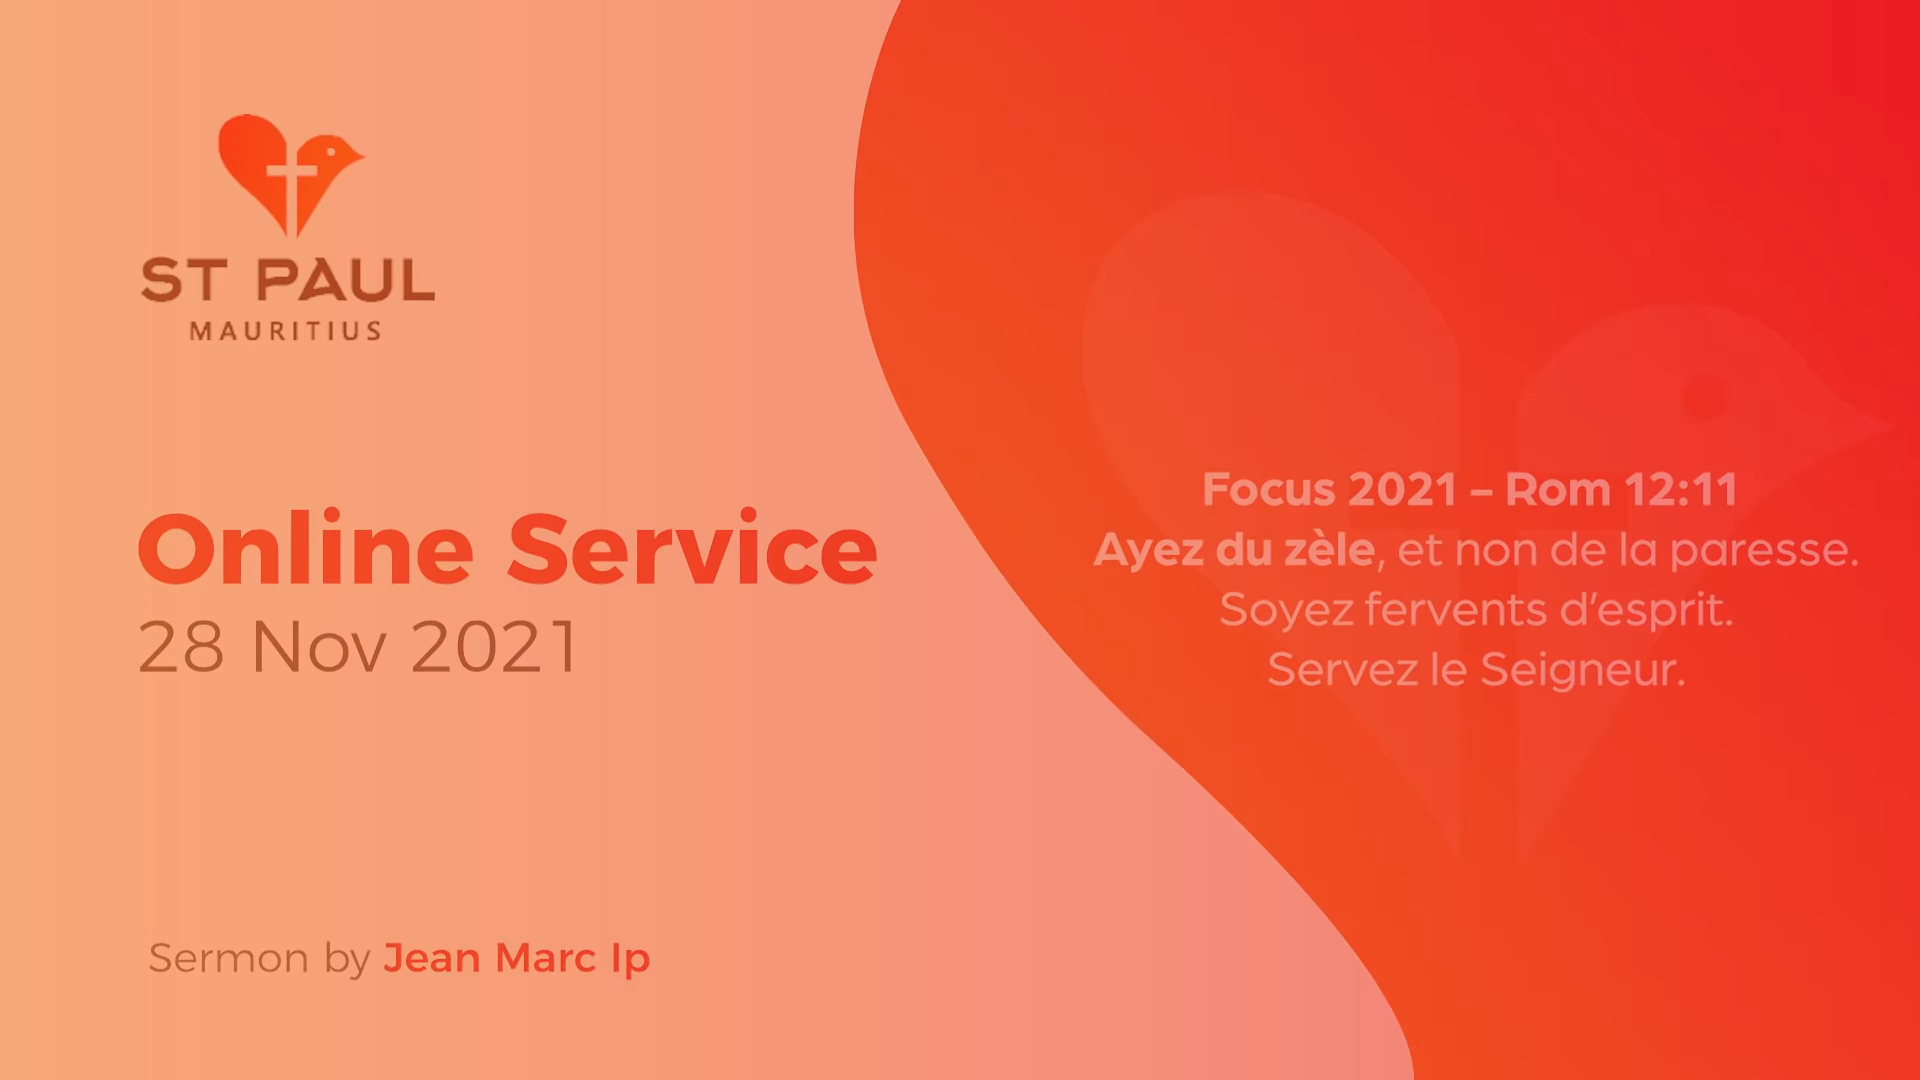 ST PAUL
MAURITIUS
Online Service
28 Nov 2021
Sermon by Jean Marc Ip
Focus 2021 – Rom 12:11
Ayez du zèle, et non de la paresse.
Soyez fervents d’esprit.
Servez le Seigneur.